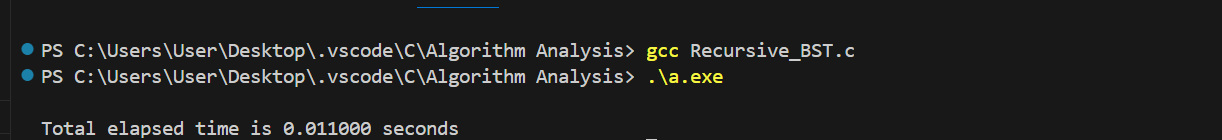 PS C:\Users\User\Desktop\.vscode\C\Algorithm Analysis> gcc Recursive_BST.c
PS C:\Users\User\Desktop\.vscode\C\Algorithm Analysis> .\a.exe
Total elapsed time is 0.011000 seconds